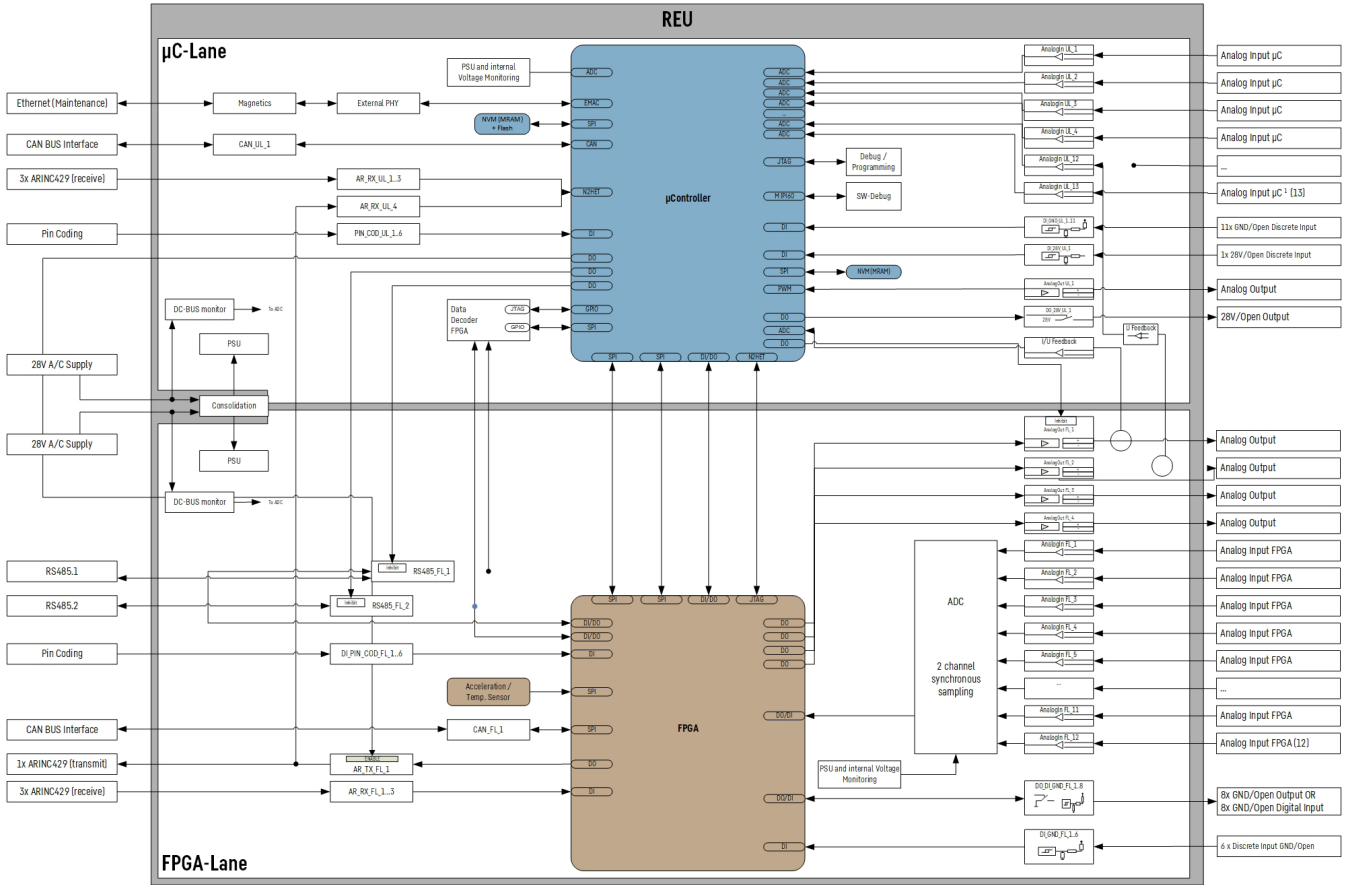 REU
µC-Lane
Ethernet (Maintenance)
CAN BUS Interface
3x ARINC429 (receive)
Pin Coding
28V A/C Supply
28V A/C Supply
RS485.1
RS485.2
Pin Coding
CAN BUS Interface
1x ARINC429 (transmit)
3x ARINC429 (receive)
Magnetics
External PHY
CAN_UL_1
AR_RX_UL_1...3
AR_RX_UL_4
PIN_COD_UL_1..6
PSU and internal
Voltage Monitoring
NVM (MRAM)
+ Flash
DC-BUS monitor
To ADC
PSU
Consolidation
PSU
DC-BUS monitor
To ADC
Data
Decoder
FPGA
JTAG
GPIO
ADC
EMAC
SPI
CAN
N2HET
DI
DO
DO
DO
GPIO
SPI
µController
ADC
ADC
ADC
ADC
...
ADC
ADC
JTAG
MIPI60
DI
DI
SPI
PWM
DO
ADC
DO
SPI
SPI
DI/DO
N2HET
Debug /
Programming
SW-Debug
NVM(MRAM)
AnalogIn UL_1
AnalogIn UL_2
AnalogIn UL_3
AnalogIn UL_4
AnalogIn UL_12
AnalogIn UL_13
DI_GND_UL_1..11
DI_28V_UL_1
AnalogOut UL_1
DO_28V_UL_1
28V
I/U Feedback
U Feedback
Analog Input µC
Analog Input µC
Analog Input µC
Analog Input µC
...
Analog Input µC ¹ (13)
11x GND/Open Discrete Input
1x 28V/Open Discrete Input
Analog Output
28V/Open Output
Inhibit
RS485_FL_1
Inhibit
RS485_FL_2
DI_PIN_COD_FL_1..6
Acceleration /
Temp. Sensor
CAN_FL_1
ENABLE
AR_TX_FL_1
AR_RX_FL_1...3
SPI
SPI
DI/DO
JTAG
DI/DO
DI/DO
DI
SPI
SPI
DO
DI
FPGA
DO
DO
DO
DO
DO/DI
DO/DI
DI
ADC
2 channel
synchronous
sampling
PSU and internal Voltage
Monitoring
Inhibit
AnalogOut FL_1
AnalogOut FL_2
AnalogOut FL_3
AnalogOut FL_4
AnalogIn FL_1
AnalogIn FL_2
AnalogIn FL_3
AnalogIn FL_4
AnalogIn FL_5
...
AnalogIn FL_11
AnalogIn FL_12
DO_DI_GND_FL_1..8
DI_GND_FL_1..6
Analog Output
Analog Output
Analog Output
Analog Output
Analog Input FPGA
Analog Input FPGA
Analog Input FPGA
Analog Input FPGA
Analog Input FPGA
...
Analog Input FPGA
Analog Input FPGA (12)
8x GND/Open Output OR
8x GND/Open Digital Input
6 x Discrete Input GND/Open
FPGA-Lane